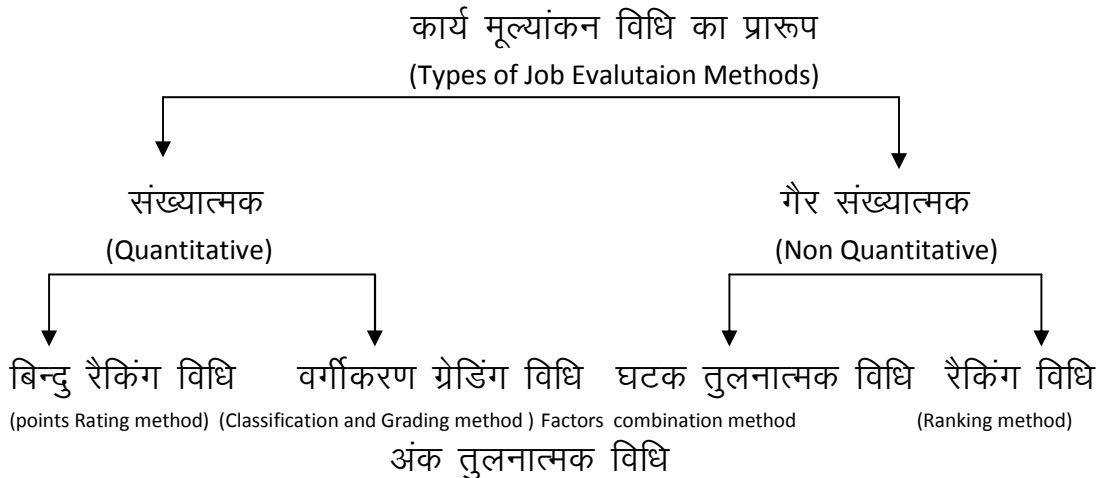 कार्य मूल्यांकन विधि का प्रारूप
(Types of Job Evalutaion Methods)
संख्यात्मक गैर संख्यात्मक
(Quantitative) (Non Quantitative)
बिन्दु रैकिंग विधि वर्गीकरण ग्रेडिंग विधि घटक तुलनात्मक विधि रैकिंग विधि
(points Rating method) (Classification and Grading method ) Factors combination method (Ranking method)
अंक तुलनात्मक विधि